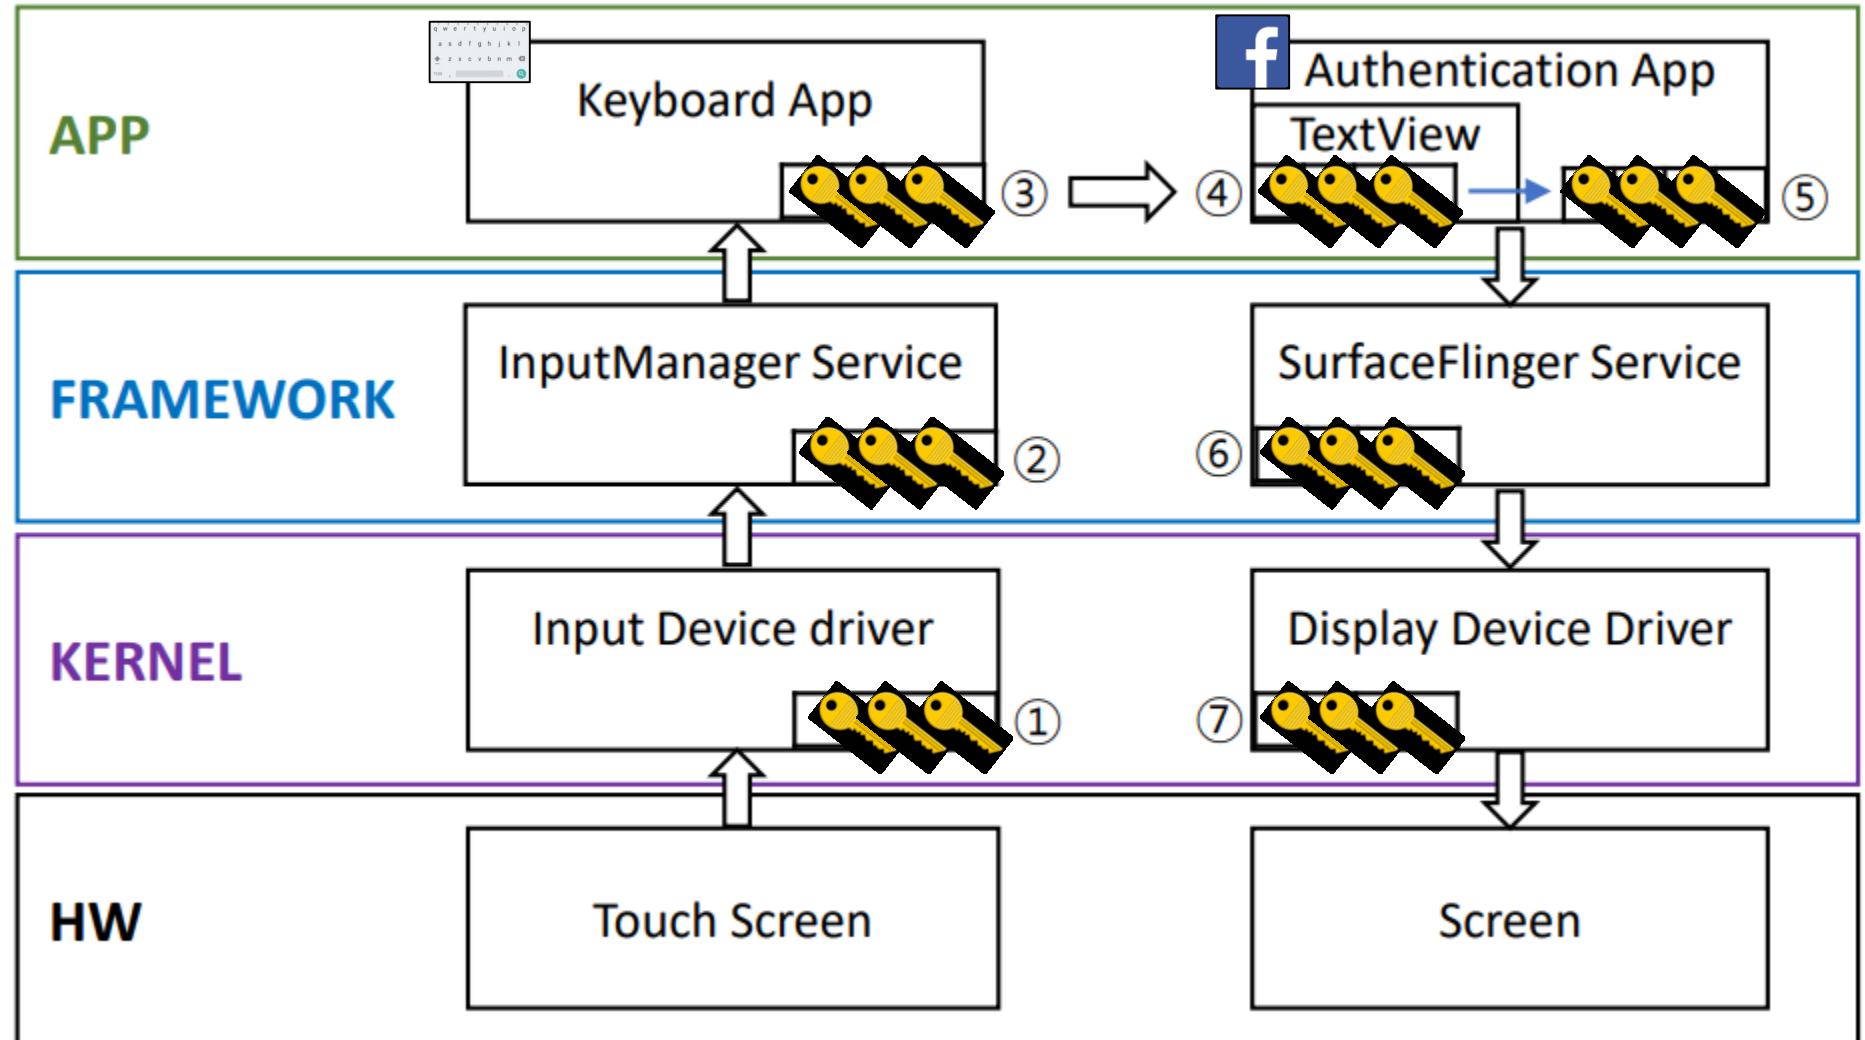 APP
Keyboard App
③
f
Authentication App
TextView
④
⑤
FRAMEWORK
InputManager Service
②
SurfaceFlinger Service
⑥
KERNEL
Input Device driver
①
Display Device Driver
⑦
HW
Touch Screen
Screen